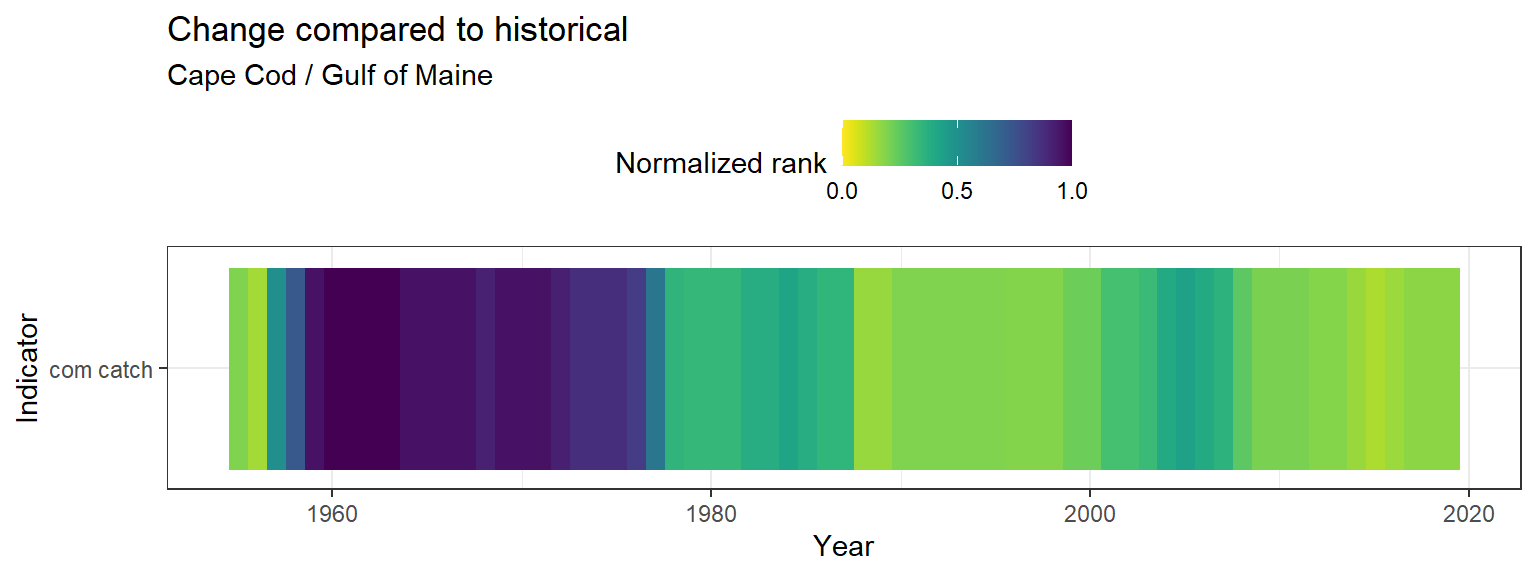 Change compared to historical
Cape Cod / Gulf of Maine
Normalized rank
0.0 0.5 1.0
Indicator
com catch
1960 1980 2000 2020
Year